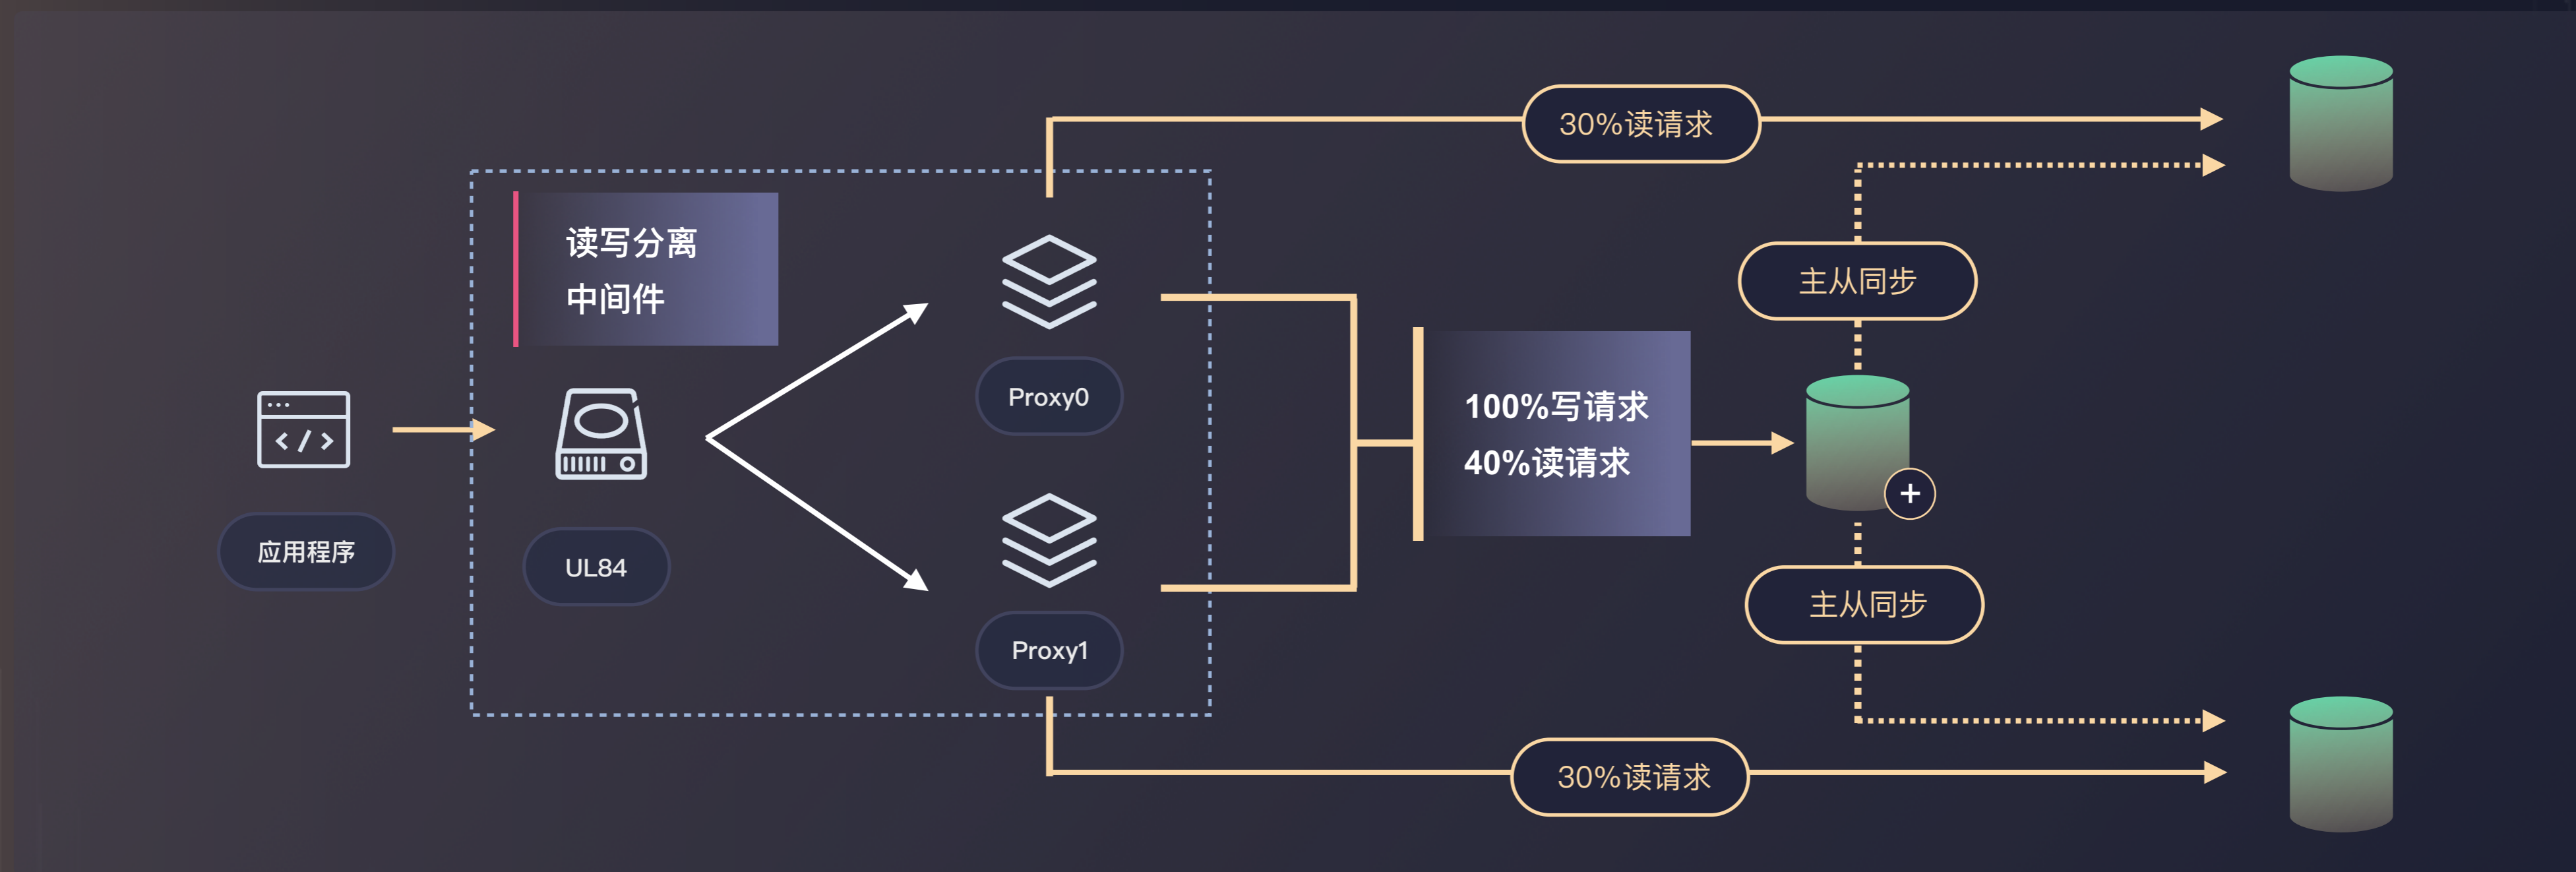 30%读请求
读写分离
中间件
主从同步
Proxy0
100%写请求
40%读请求
应用程序
UL84
主从同步
Proxy1
30%读请求